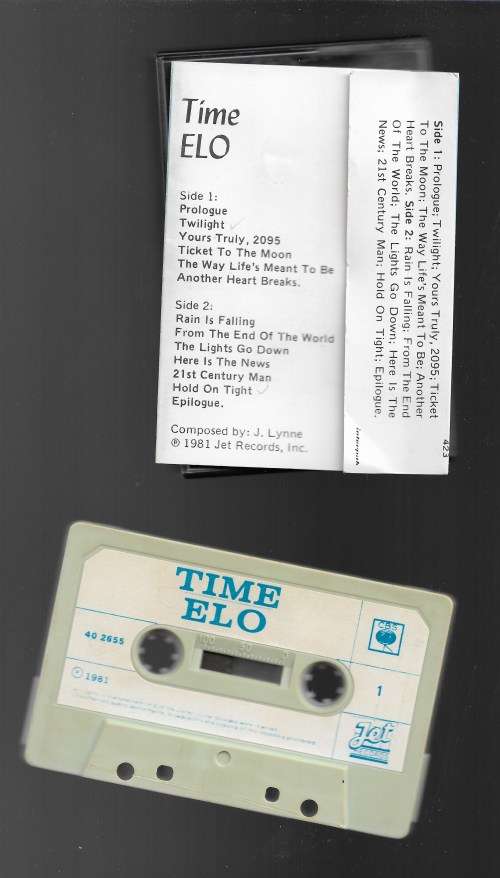 Time
ELO
Side 1:
Prologue
Twilight
Yours Truly, 2095
Ticket To The Moon
The Way Life's Meant To Be
Another Heart Breaks.
Side 2:
Rain Is Falling
From The End Of The World
The Lights Go Down
Here Is The News
21st Century Man
Hold On Tight
Epilogue.
Composed by: J. Lynne
℗ 1981 Jet Records, Inc.
Side 1: Prologue; Twilight; Yours Truly, 2095; Ticket
To The Moon; The Way Life's Meant To Be; Another
Heart Breaks. Side 2: Rain Is Falling; From The End
Of The World; The Lights Go Down; Here Is The
News; 21st Century Man; Hold On Tight; Epilogue.
423
interpub
TIME
ELO
CBS
40 2655
100 50 0
℗ 1981
1
Jet
RECORDS